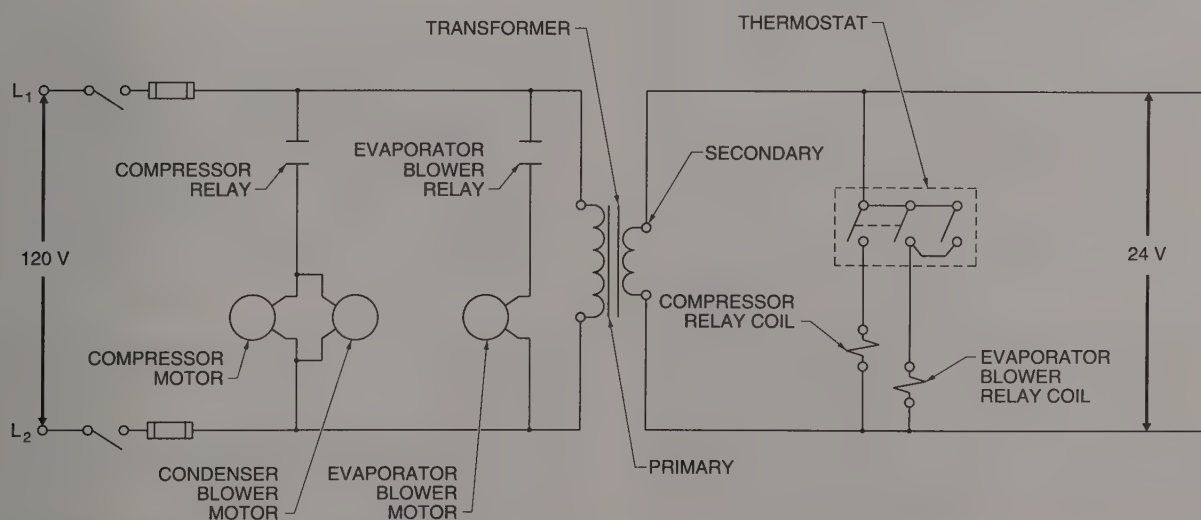 TRANSFORMER
THERMOSTAT
L1
COMPRESSOR
RELAY
EVAPORATOR
BLOWER
RELAY
SECONDARY
120 V
24 V
COMPRESSOR
RELAY COIL
COMPRESSOR
MOTOR
EVAPORATOR
BLOWER
RELAY COIL
L2
CONDENSER
BLOWER
MOTOR
EVAPORATOR
BLOWER
MOTOR
PRIMARY